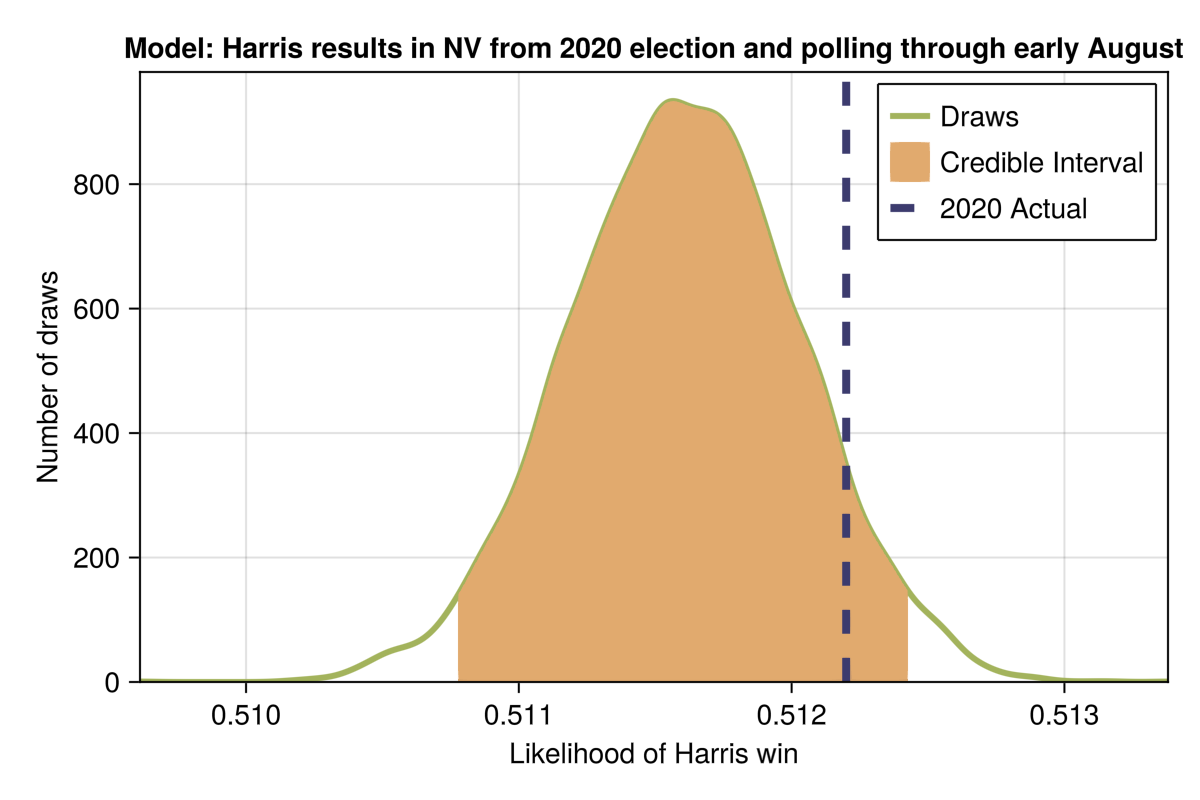 Model: Harris results in NV from 2020 election and polling through early August
Draws
Credible Interval
2020 Actual
Number of draws
800
600
400
200
0
0.510 0.511 0.512 0.513
Likelihood of Harris win